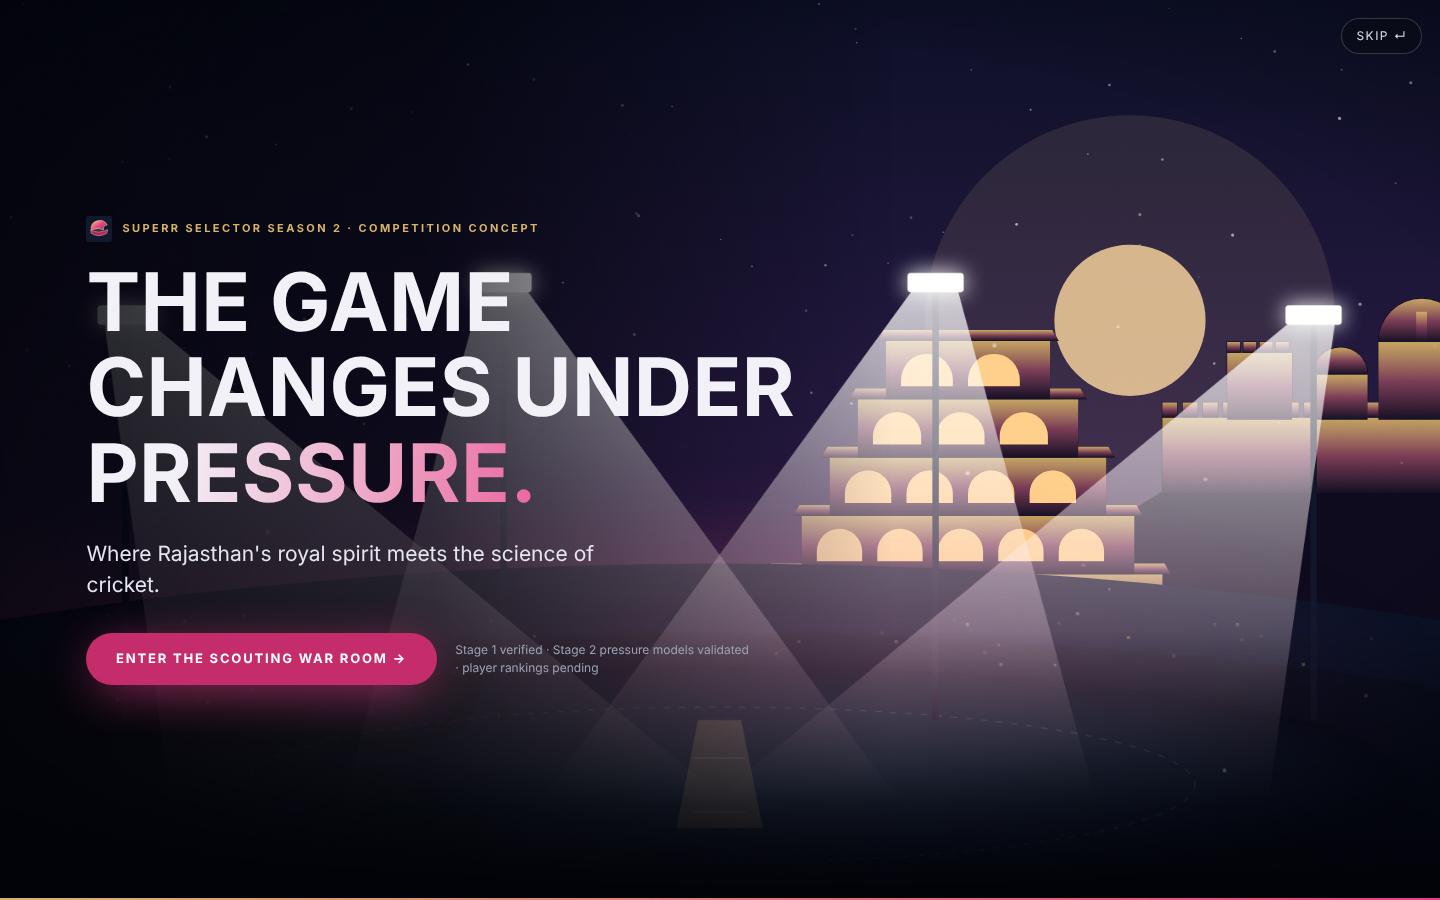 SKIP ↵
SUPERR SELECTOR SEASON 2 · COMPETITION CONCEPT
THE GAME
CHANGES UNDER
PRESSURE.
Where Rajasthan's royal spirit meets the science of
cricket.
ENTER THE SCOUTING WAR ROOM →
Stage 1 verified · Stage 2 pressure models validated
· player rankings pending